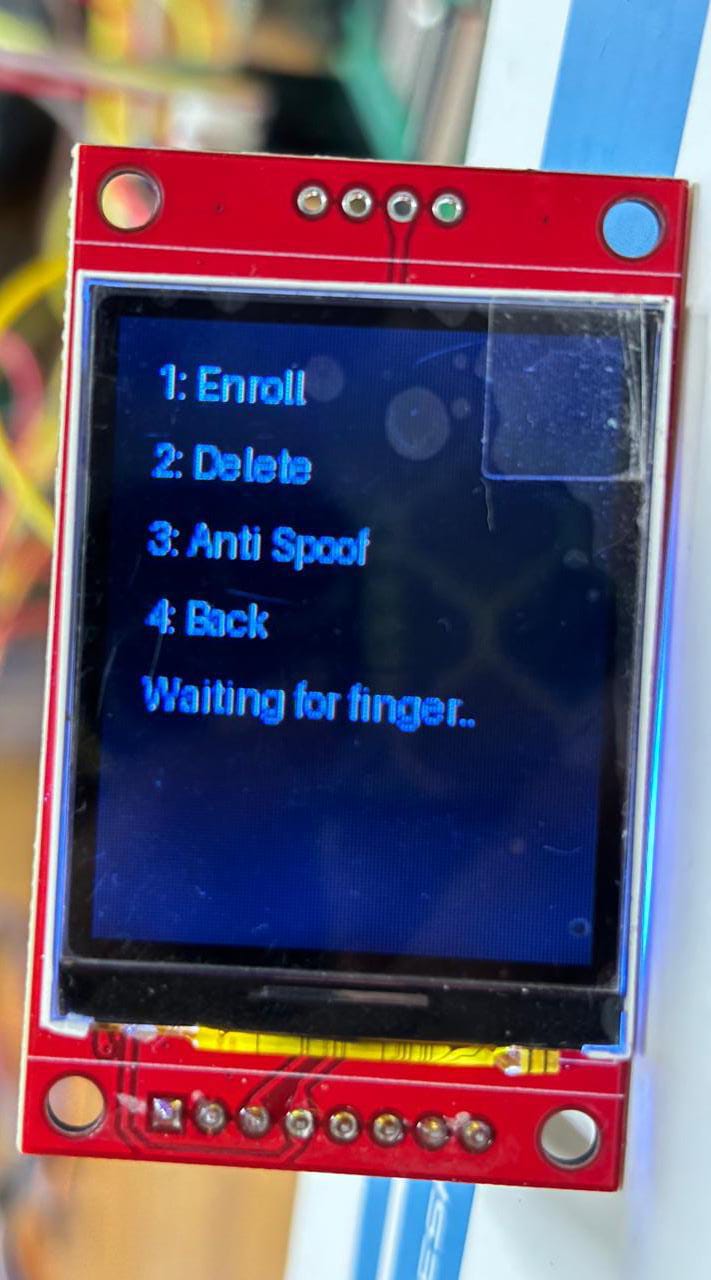 1: Enroll
2: Delete
3: Anti Spoof
4: Back
Waiting for finger..